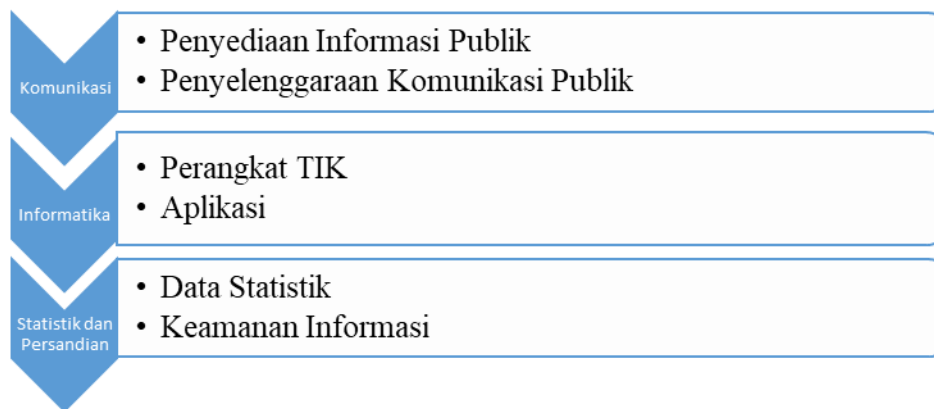 Komunikasi
• Penyediaan Informasi Publik
• Penyelenggaraan Komunikasi Publik
Informatika
• Perangkat TIK
• Aplikasi
Statistik dan
Persandian
• Data Statistik
• Keamanan Informasi